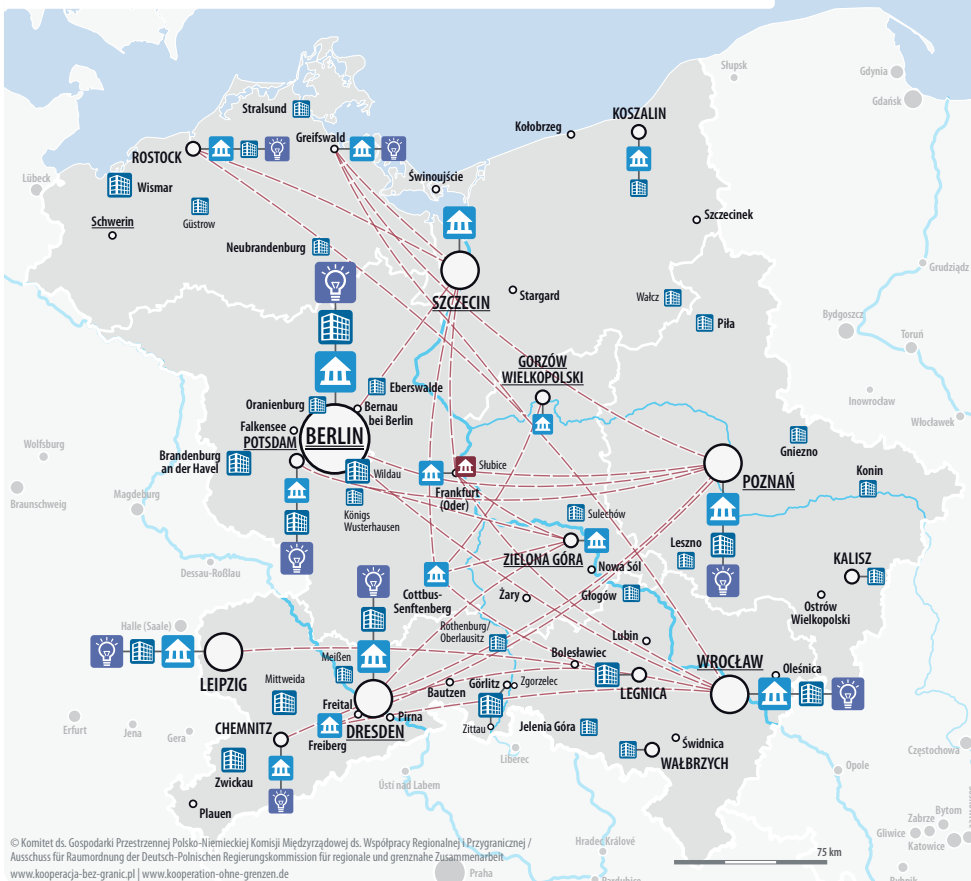 Słupsk
Gdynia
Gdańsk
Stralsund
KOSZALIN
Kołobrzeg
Greifswald
ROSTOCK
Lübeck
Wismar
Świnoujście
Güstrow
Schwerin
Szczecinek
Neubrandenburg
Grudziądz
SZCZECIN
Stargard
Wałcz
Piła
Bydgoszcz
Toruń
GORZÓW
WIELKOPOLSKI
Eberswalde
Inowrocław
Oranienburg
Bernau
bei Berlin
Włocławek
Falkensee
POTSDAM
BERLIN
Wolfsburg
Gniezno
Brandenburg
an der Havel
Wildau
Słubice
Konin
POZNAŃ
Braunschweig
Magdeburg
Königs
Wusterhausen
Frankfurt
(Oder)
Sulechów
Leszno
ZIELONA GÓRA
Nowa Sól
KALISZ
Dessau-Roßlau
Cottbus-
Senftenberg
Żary
Głogów
Ostrów
Wielkopolski
Halle (Saale)
Rothenburg/
Oberlausitz
Lubin
Bolesławiec
Meißen
WROCŁAW
Oleśnica
LEIPZIG
Mittweida
Bautzen
Görlitz
Zgorzelec
LEGNICA
Freital
Pirna
CHEMNITZ
Freiberg
DRESDEN
Zittau
Jelenia Góra
Erfurt
Jena
Gera
Świdnica
WAŁBRZYCH
Liberec
Częstochowa
Zwickau
Opole
Ústí nad Labem
Plauen
Bytom
Zabrze
Gliwice
Katowice
Hradec Králové
© Komitet ds. Gospodarki Przestrzennej Polsko-Niemieckiej Komisji Międzyrządowej ds. Współpracy Regionalnej i Przygranicznej /
Ausschuss für Raumordnung der Deutsch-Polnischen Regierungskommission für regionale und grenznahe Zusammenarbeit
75 km
www.kooperacja-bez-granic.pl | www.kooperation-ohne-grenzen.de
Praha
Pardubice
Rybnik